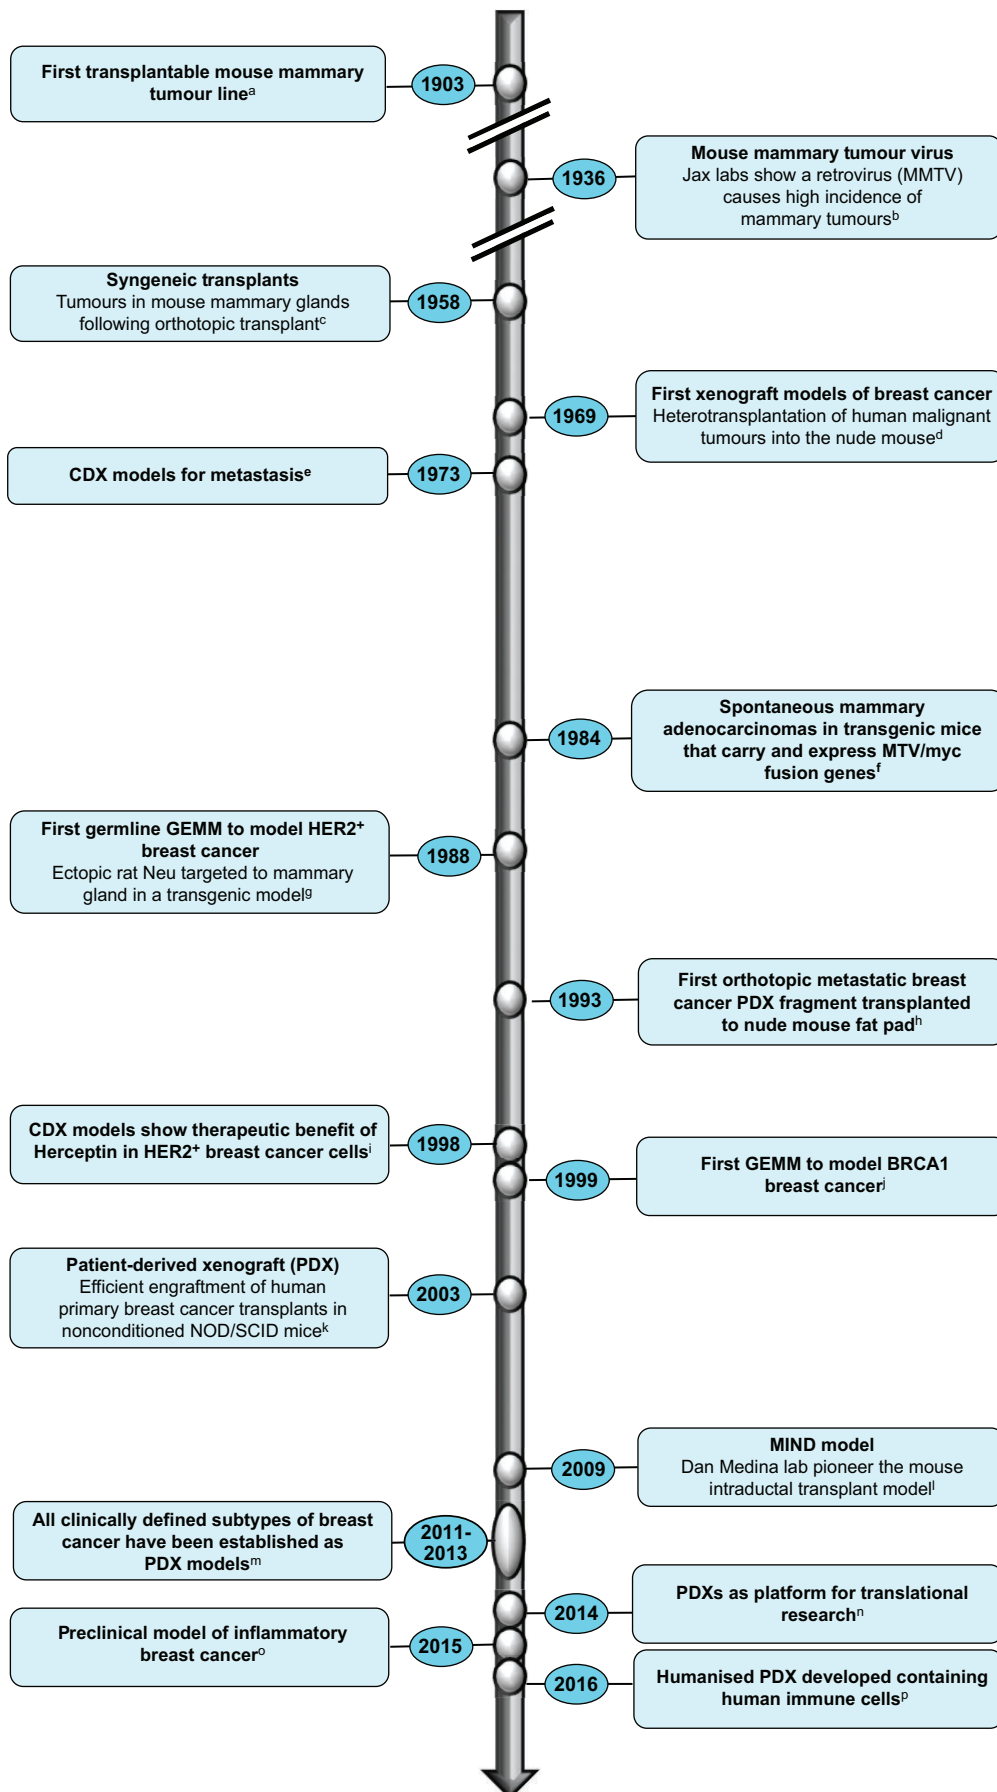 First transplantable mouse mammary
tumour lineᵃ
1903
1936
Mouse mammary tumour virus
Jax labs show a retrovirus (MMTV)
causes high incidence of
mammary tumoursᵇ
Syngeneic transplants
Tumours in mouse mammary glands
following orthotopic transplantᶜ
1958
1969
First xenograft models of breast cancer
Heterotransplantation of human malignant
tumours into the nude mouseᵈ
CDX models for metastasisᵉ
1973
1984
Spontaneous mammary
adenocarcinomas in transgenic mice
that carry and express MTV/myc
fusion genesᶠ
First germline GEMM to model HER2⁺
breast cancer
Ectopic rat Neu targeted to mammary
gland in a transgenic modelᵍ
1988
1993
First orthotopic metastatic breast
cancer PDX fragment transplanted
to nude mouse fat padʰ
CDX models show therapeutic benefit of
Herceptin in HER2⁺ breast cancer cellsⁱ
1998
1999
First GEMM to model BRCA1
breast cancerʲ
Patient-derived xenograft (PDX)
Efficient engraftment of human
primary breast cancer transplants in
nonconditioned NOD/SCID miceᵏ
2003
2009
MIND model
Dan Medina lab pioneer the mouse
intraductal transplant modelˡ
All clinically defined subtypes of breast
cancer have been established as
PDX modelsᵐ
2011-
2013
2014
PDXs as platform for translational
researchⁿ
Preclinical model of inflammatory
breast cancerᵒ
2015
2016
Humanised PDX developed containing
human immune cellsᵖ